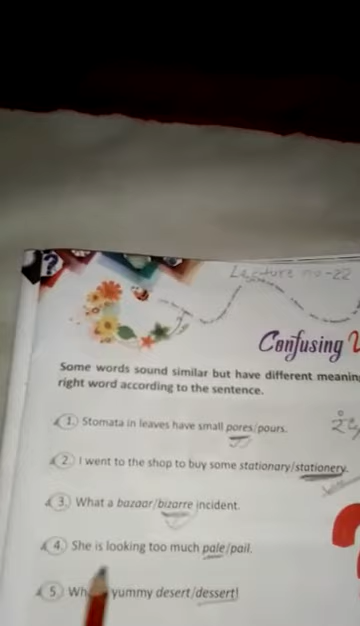 Lecture no-22
Confusing
Some words sound similar but have different meaning
right word according to the sentence.
1. Stomata in leaves have small pores/pours.
2. I went to the shop to buy some stationary/stationery.
3. What a bazaar/bizarre incident.
4. She is looking too much pale/pail.
5. yummy desert/dessert!